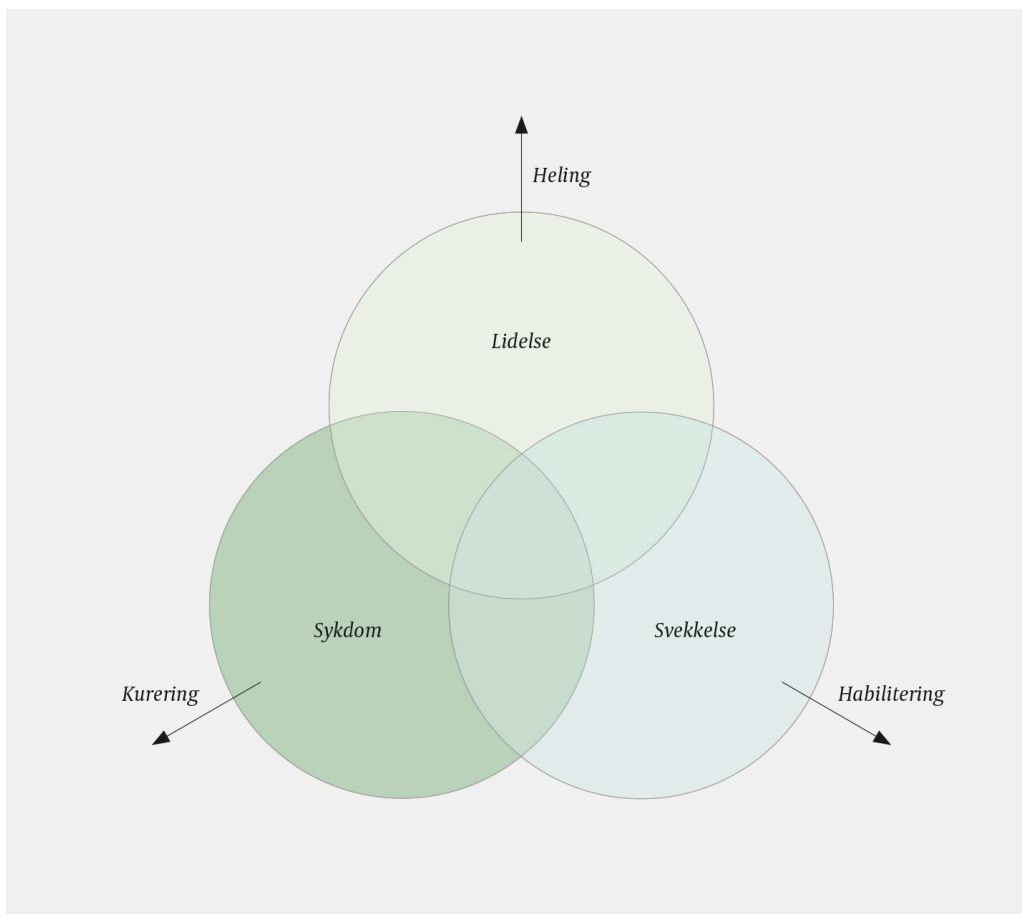 Heling
Lidelse
Sykdom
Svekkelse
Kurering
Habilitering